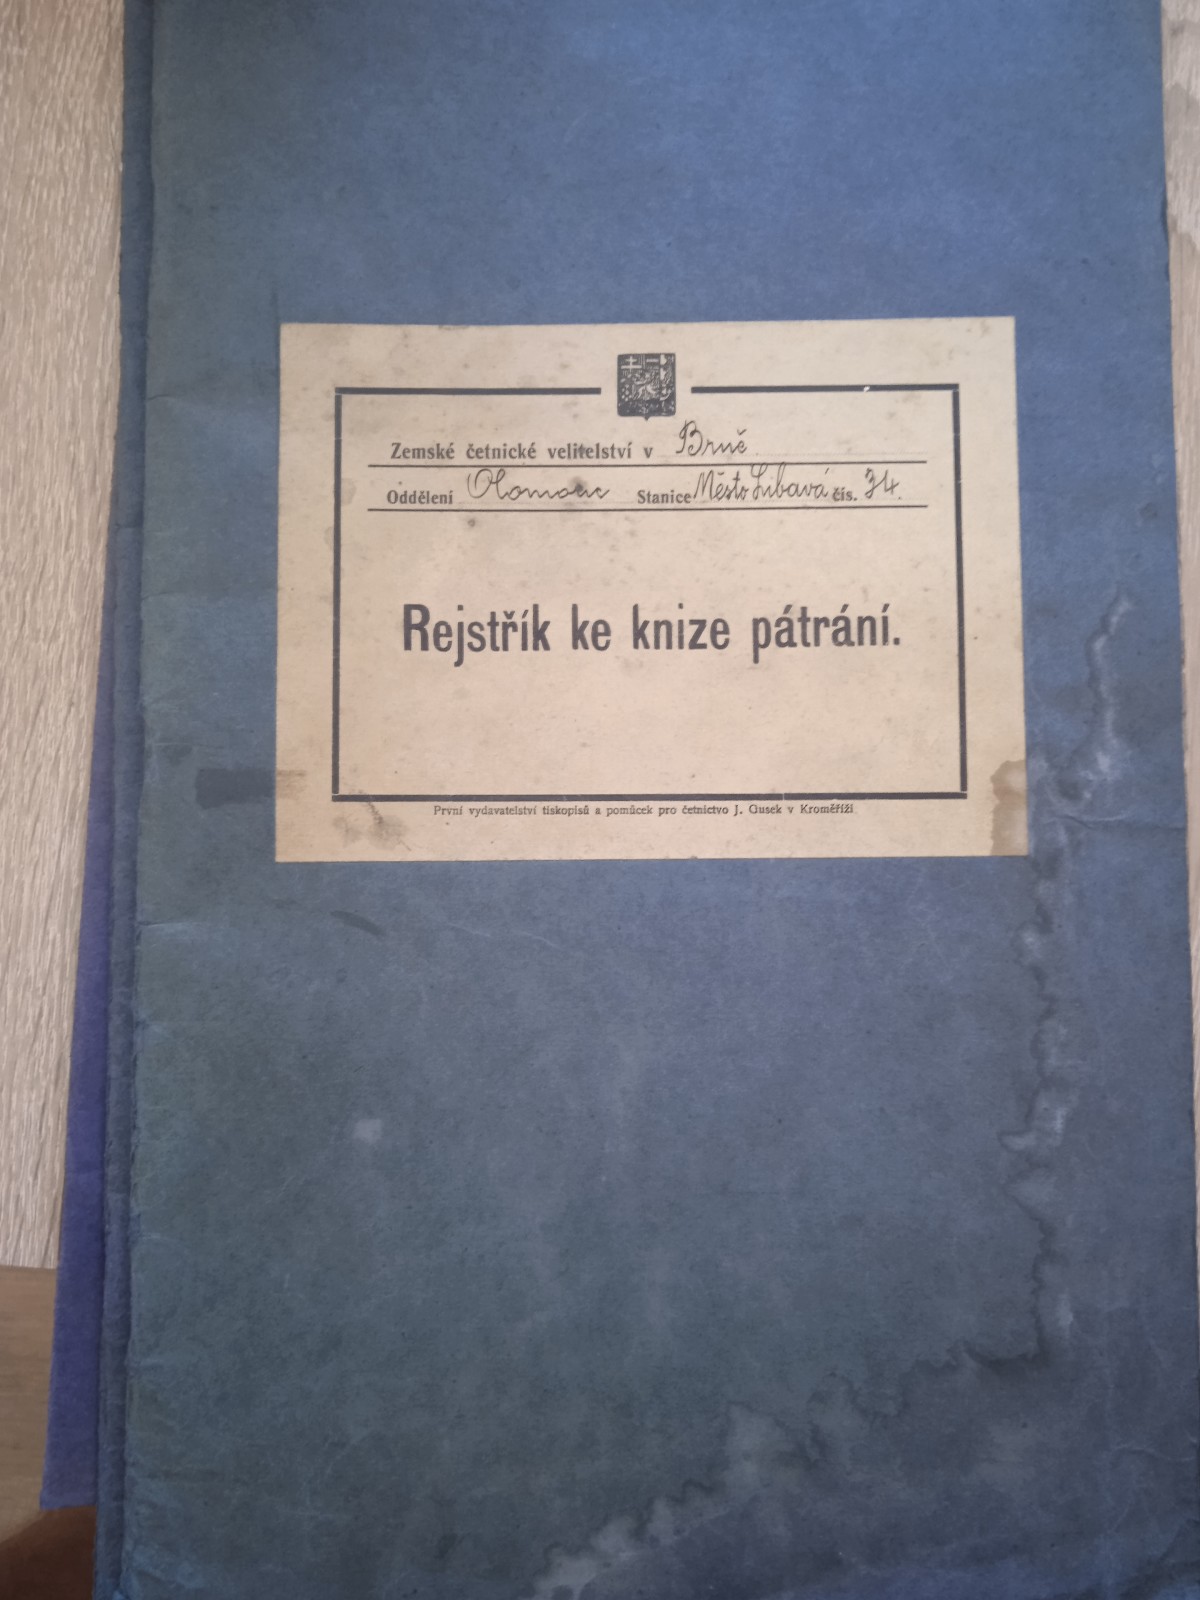 Zemské četnické velitelství v Brně
Oddělení Olomouc Stanice Město Libavá čís. 34.
Rejstřík ke knize pátrání.
První vydavatelství tiskopisů a pomůcek pro četnictvo J. Gusek v Kroměříži